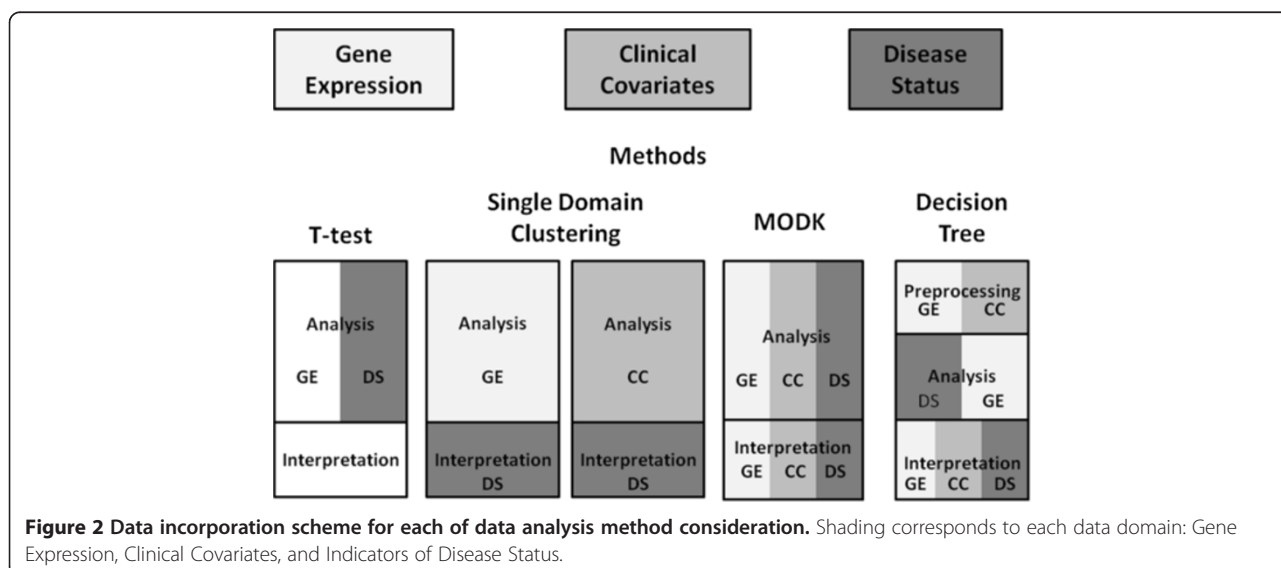 Gene
Expression
Clinical
Covariates
Disease
Status
Methods
T-test
Single Domain
Clustering
MODK
Decision
Tree
Analysis
GE DS
Interpretation
Analysis
GE
Interpretation
DS
Analysis
CC
Interpretation
DS
Analysis
GE CC DS
Interpretation
GE CC DS
Preprocessing
GE CC
Analysis
DS GE
Interpretation
GE CC DS
Figure 2 Data incorporation scheme for each of data analysis method consideration. Shading corresponds to each data domain: Gene
Expression, Clinical Covariates, and Indicators of Disease Status.